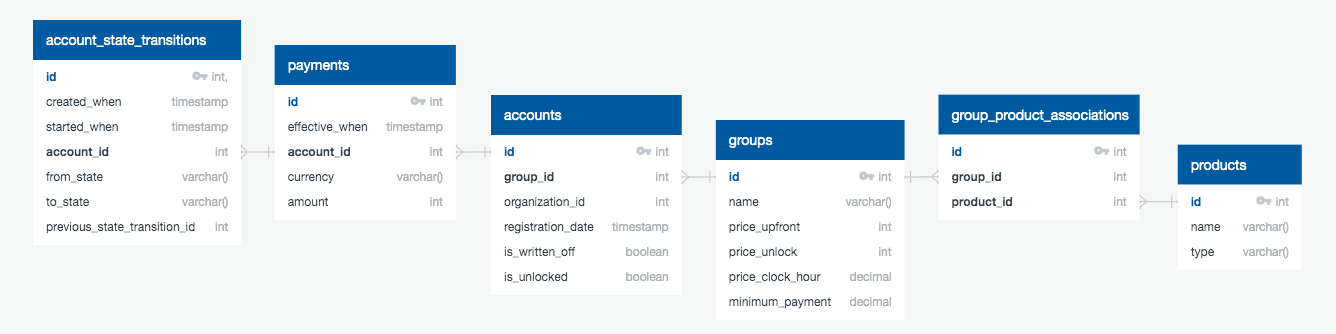 account_state_transitions
id int,
created_when timestamp
started_when timestamp
account_id int
from_state varchar()
to_state varchar()
previous_state_transition_id int
payments
id int
effective_when timestamp
account_id int
currency varchar()
amount int
accounts
id int
group_id int
organization_id int
registration_date timestamp
is_written_off boolean
is_unlocked boolean
groups
id int
name varchar()
price_upfront int
price_unlock int
price_clock_hour decimal
minimum_payment decimal
group_product_associations
id int
group_id int
product_id int
products
id int
name varchar()
type varchar()